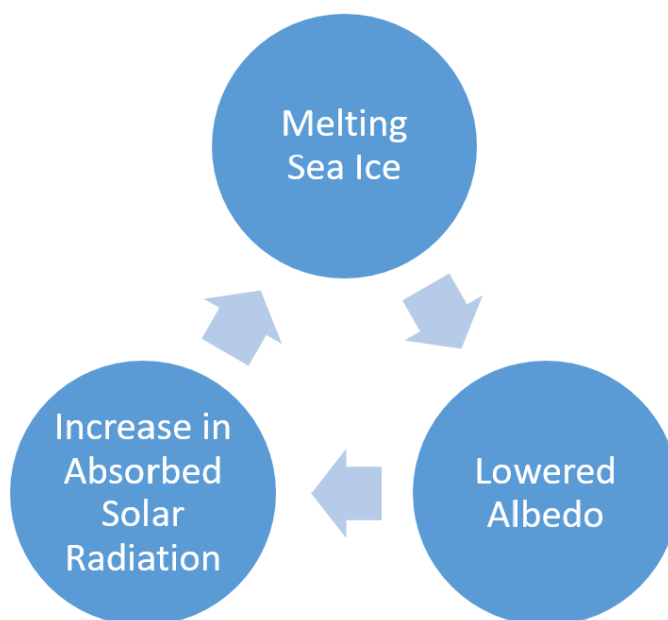 Melting
Sea Ice
Lowered
Albedo
Increase in
Absorbed
Solar
Radiation